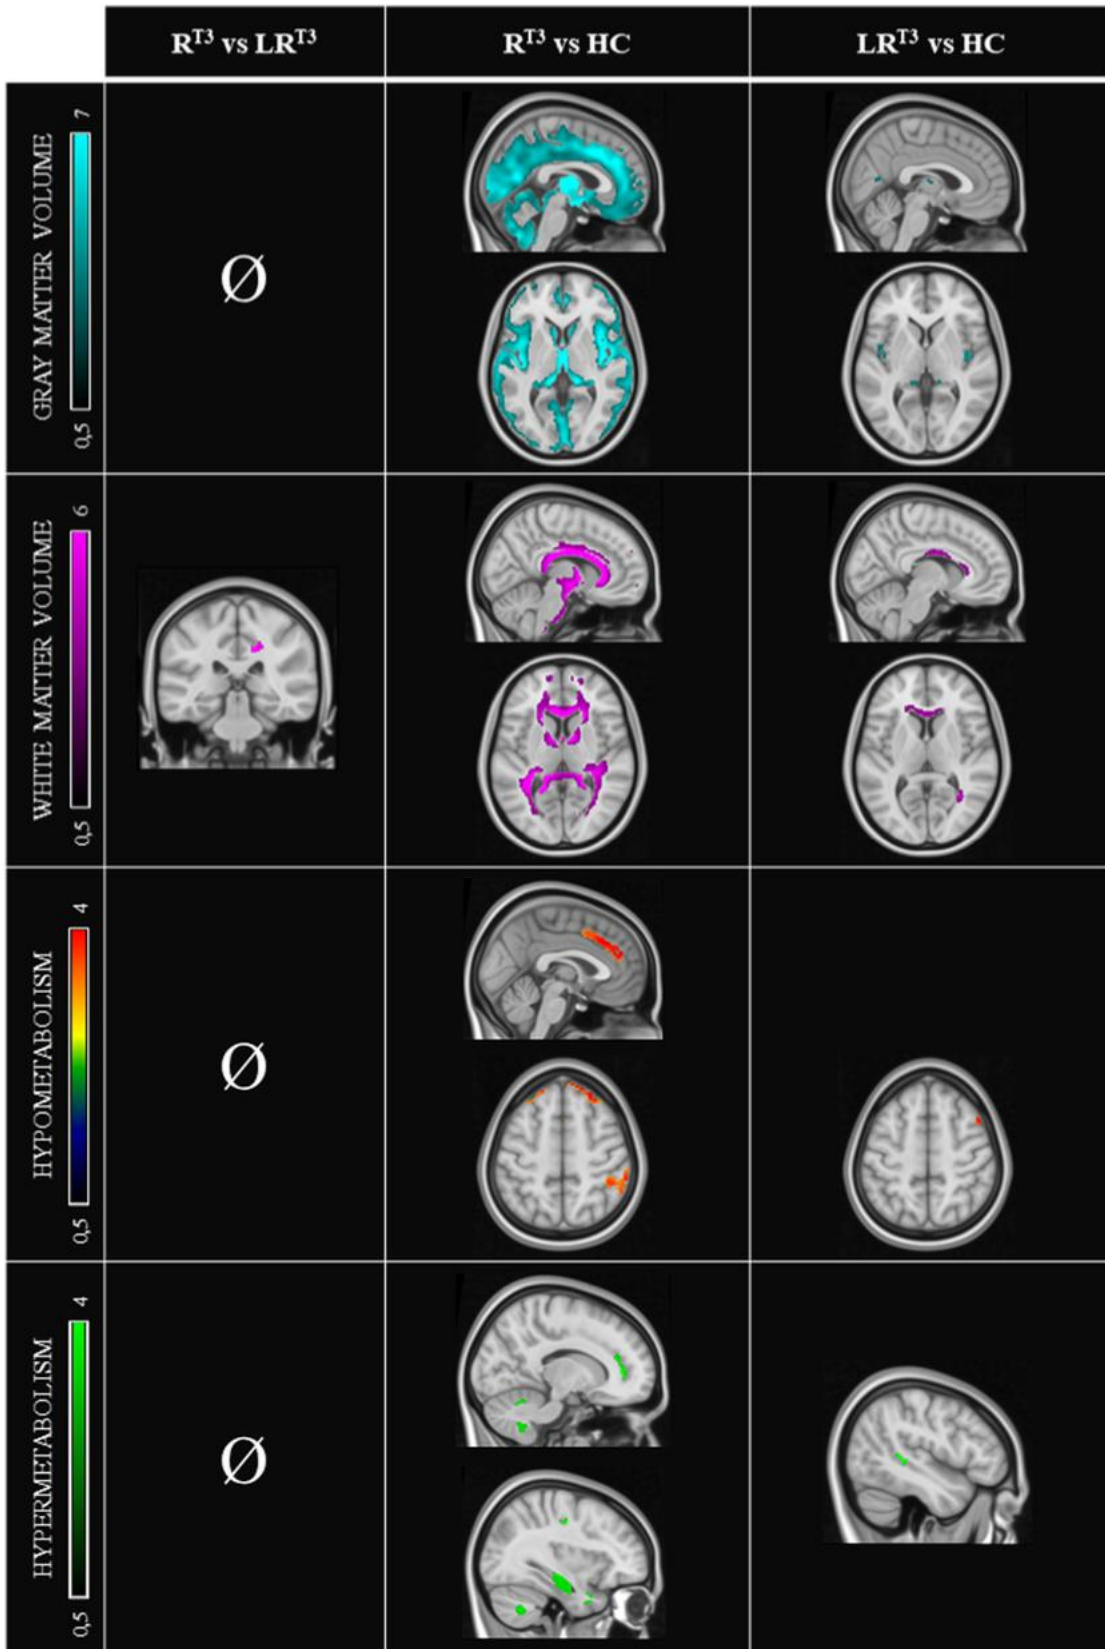 R^T3 vs LR^T3
R^T3 vs HC
LR^T3 vs HC
GRAY MATTER VOLUME
0,5
7
Ø
WHITE MATTER VOLUME
0,5
6
HYPOMETABOLISM
0,5
4
Ø
HYPERMETABOLISM
0,5
4
Ø